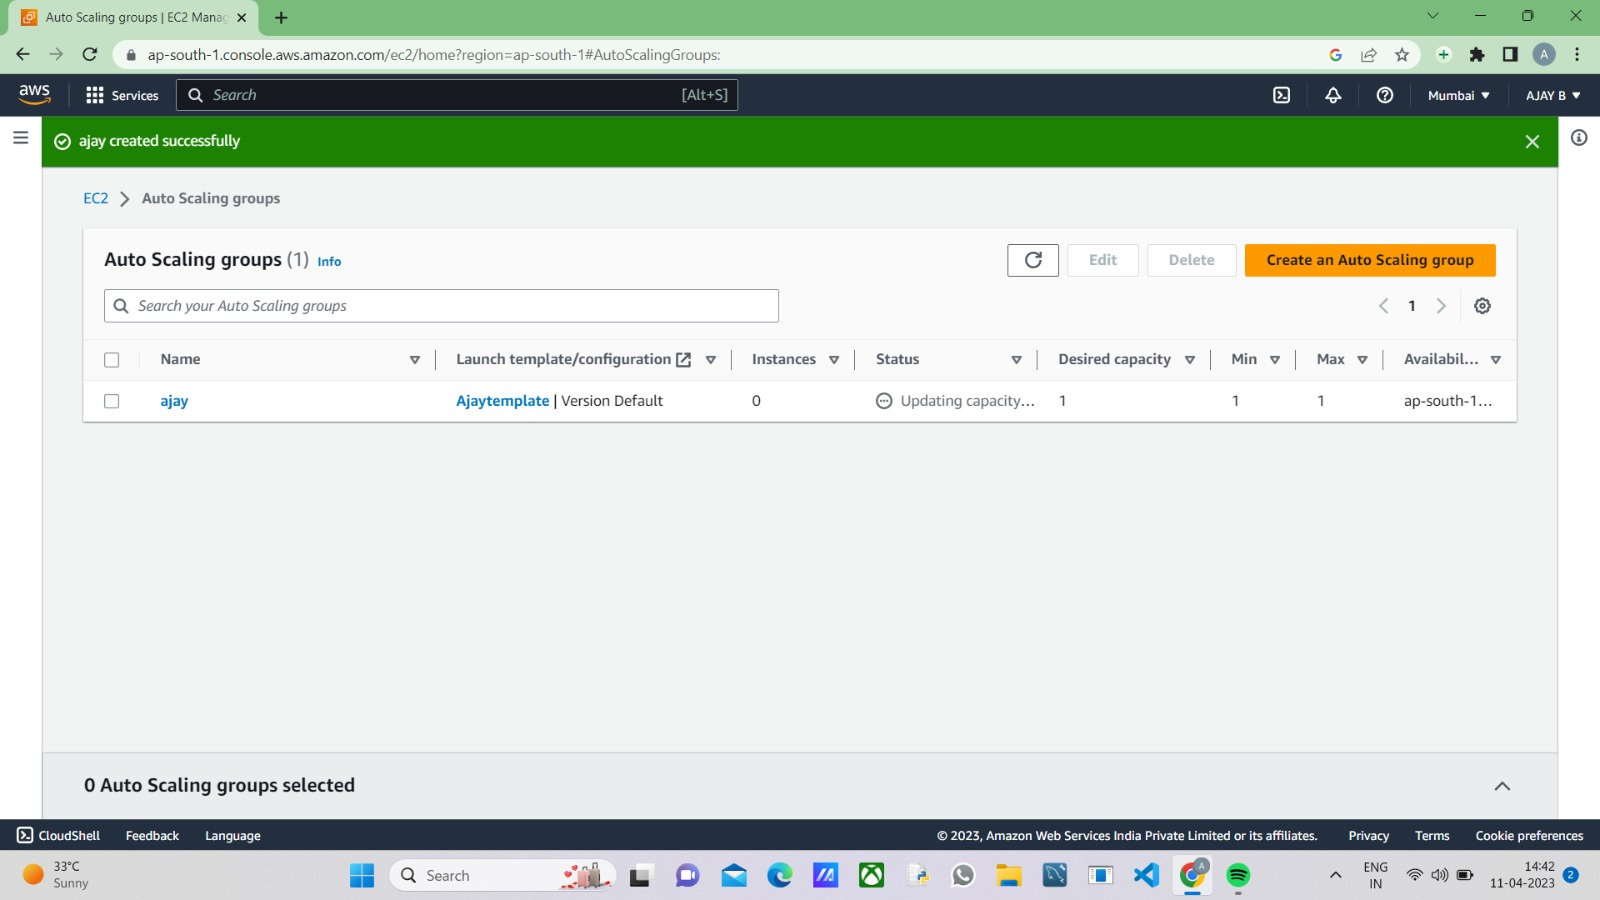 Auto Scaling groups | EC2 Manag
ap-south-1.console.aws.amazon.com/ec2/home?region=ap-south-1#AutoScalingGroups:
A
aws
Services
Search
[Alt+S]
Mumbai
AJAY B
ajay created successfully
EC2
Auto Scaling groups
Auto Scaling groups (1) Info
Edit
Delete
Create an Auto Scaling group
Search your Auto Scaling groups
1
Name
Launch template/configuration
Instances
Status
Desired capacity
Min
Max
Availabil...
ajay
Ajaytemplate | Version Default
0
Updating capacity...
1
1
1
ap-south-1...
0 Auto Scaling groups selected
CloudShell
Feedback
Language
© 2023, Amazon Web Services India Private Limited or its affiliates.
Privacy
Terms
Cookie preferences
33°C
Sunny
Search
A
ENG
IN
14:42
11-04-2023
2